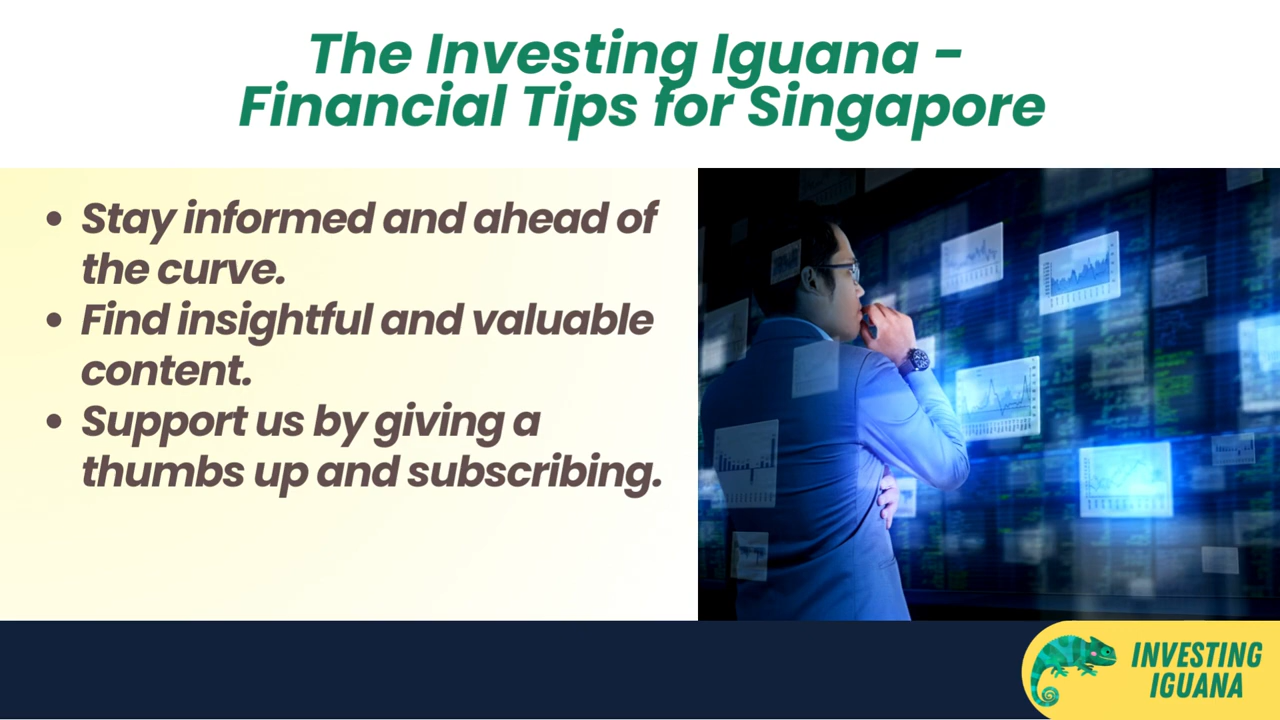 The Investing Iguana -
Financial Tips for Singapore
• Stay informed and ahead of
the curve.
• Find insightful and valuable
content.
• Support us by giving a
thumbs up and subscribing.
INVESTING
IGUANA